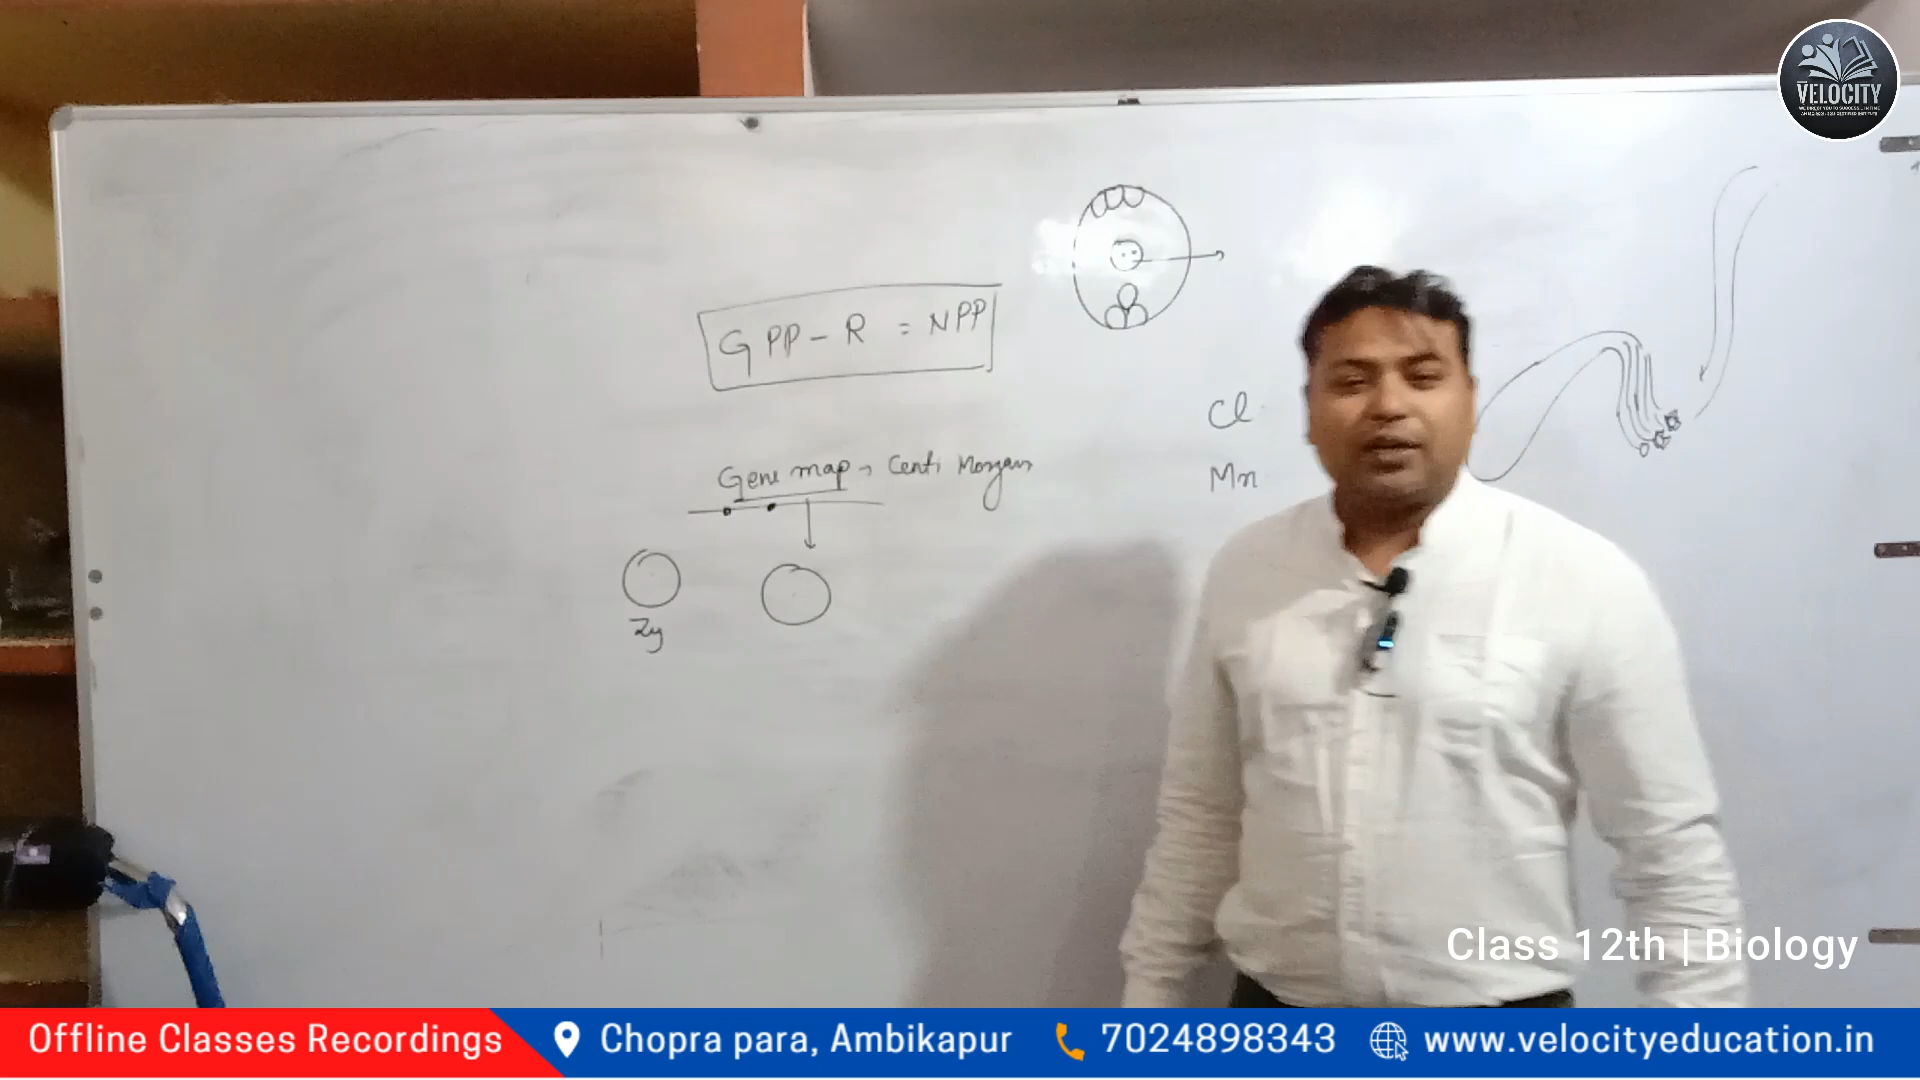 VELOCITY
GPP - R = NPP
Cl
Gene map → Centi Morgan
Mn
Zy
Class 12th | Biology
Offline Classes Recordings
Chopra para, Ambikapur
7024898343
www.velocityeducation.in